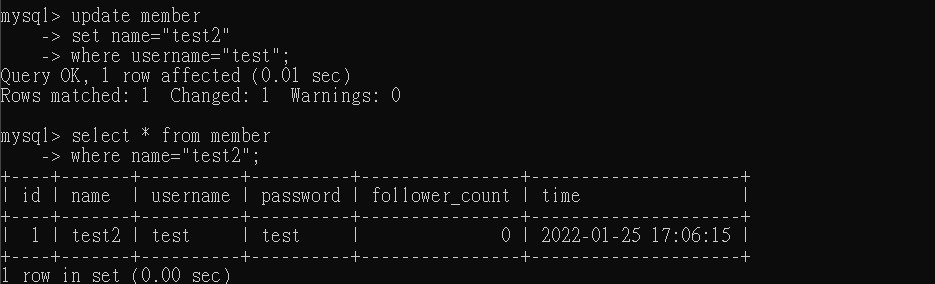 mysql> update member
    -> set name="test2"
    -> where username="test";
Query OK, 1 row affected (0.01 sec)
Rows matched: 1  Changed: 1  Warnings: 0

mysql> select * from member
    -> where name="test2";
+----+-------+----------+----------+----------------+---------------------+
| id | name  | username | password | follower_count | time                |
+----+-------+----------+----------+----------------+---------------------+
|  1 | test2 | test     | test     |              0 | 2022-01-25 17:06:15 |
+----+-------+----------+----------+----------------+---------------------+
1 row in set (0.00 sec)